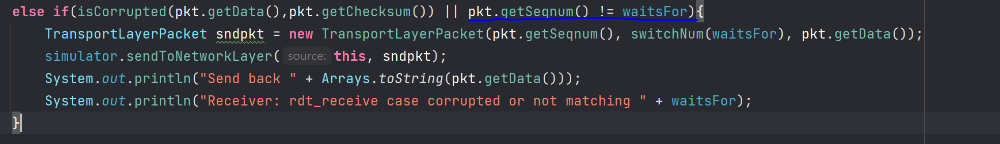 else if(isCorrupted(pkt.getData(),pkt.getChecksum()) || pkt.getSeqnum() != waitsFor){
TransportLayerPacket sndpkt = new TransportLayerPacket(pkt.getSeqnum(), switchNum(waitsFor), pkt.getData());
simulator.sendToNetworkLayer( source: this, sndpkt);
System.out.println("Send back " + Arrays.toString(pkt.getData()));
System.out.println("Receiver: rdt_receive case corrupted or not matching " + waitsFor);
}